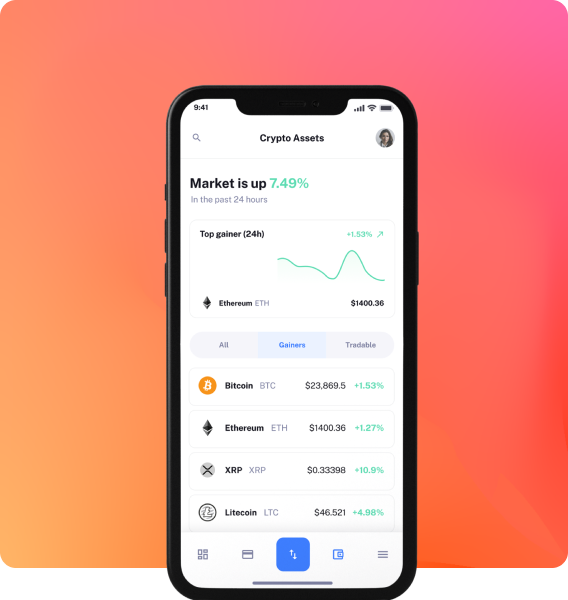 9:41
Crypto Assets
Market is up 7.49%
In the past 24 hours
Top gainer (24h) +1.53%
Ethereum ETH $1400.36
All Gainers Tradable
Bitcoin BTC $23,869.5 +1.53%
Ethereum ETH $1400.36 +1.27%
XRP XRP $0.33398 +10.9%
Litecoin LTC $46.521 +4.98%